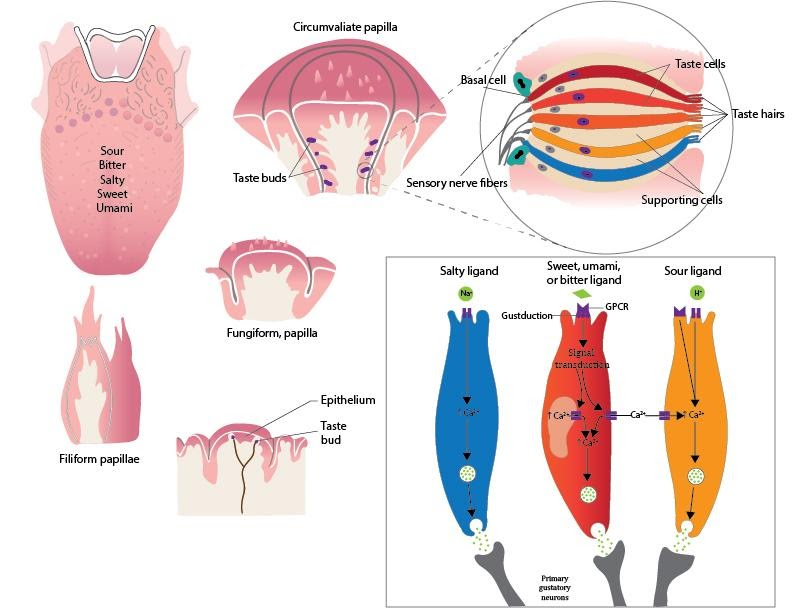 Circumvaliate papilla
Taste buds
Basal cell
Taste cells
Taste hairs
Sensory nerve fibers
Supporting cells
Sour
Bitter
Salty
Sweet
Umami
Fungiform, papilla
Filiform papillae
Epithelium
Taste
bud
Salty ligand
Sweet, umami,
or bitter ligand
Sour ligand
Na⁺
H⁺
Gustduction
GPCR
Signal
transduction
↑ Ca²⁺
↑ Ca²⁺
Ca²⁺
↑ Ca²⁺
↑ Ca²⁺
Primary
gustatory
neurons